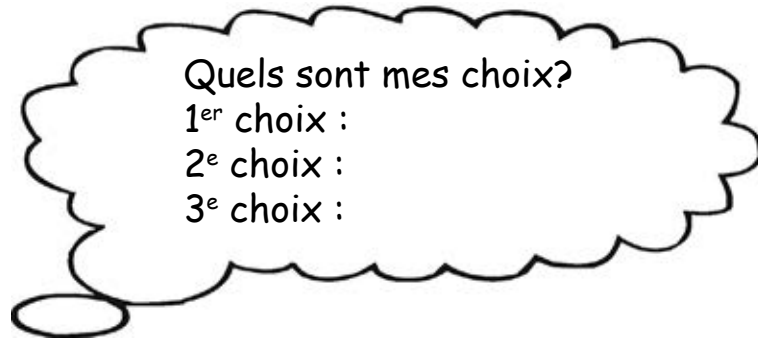 Quels sont mes choix?
1er choix :
2e choix :
3e choix :